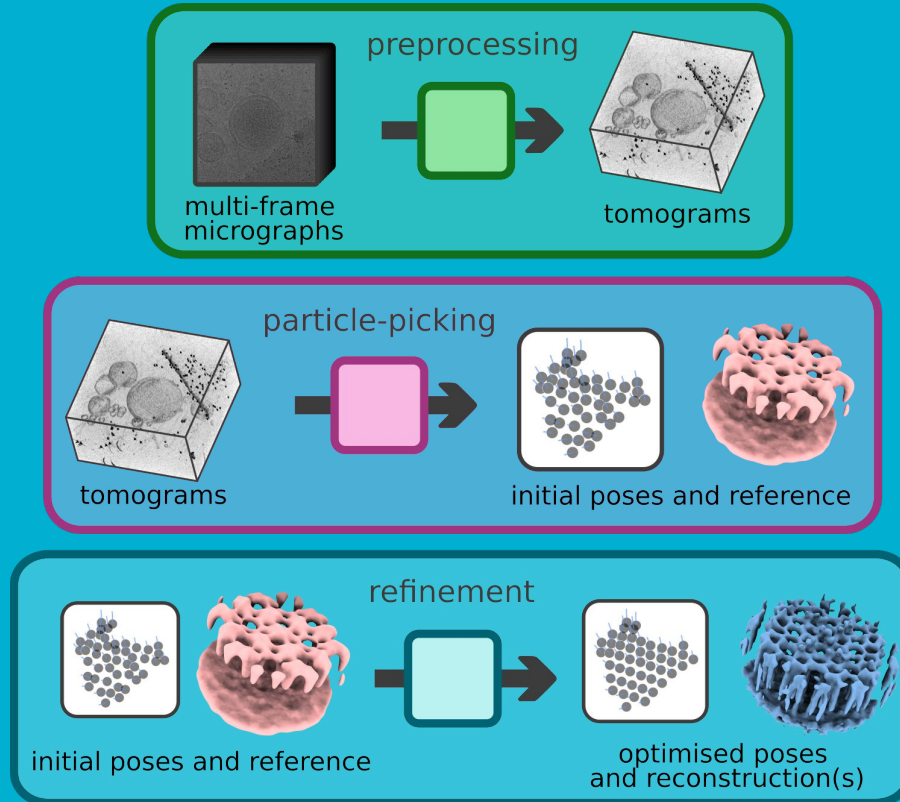 preprocessing
multi-frame
micrographs
tomograms
particle-picking
tomograms
initial poses and reference
refinement
initial poses and reference
optimised poses
and reconstruction(s)